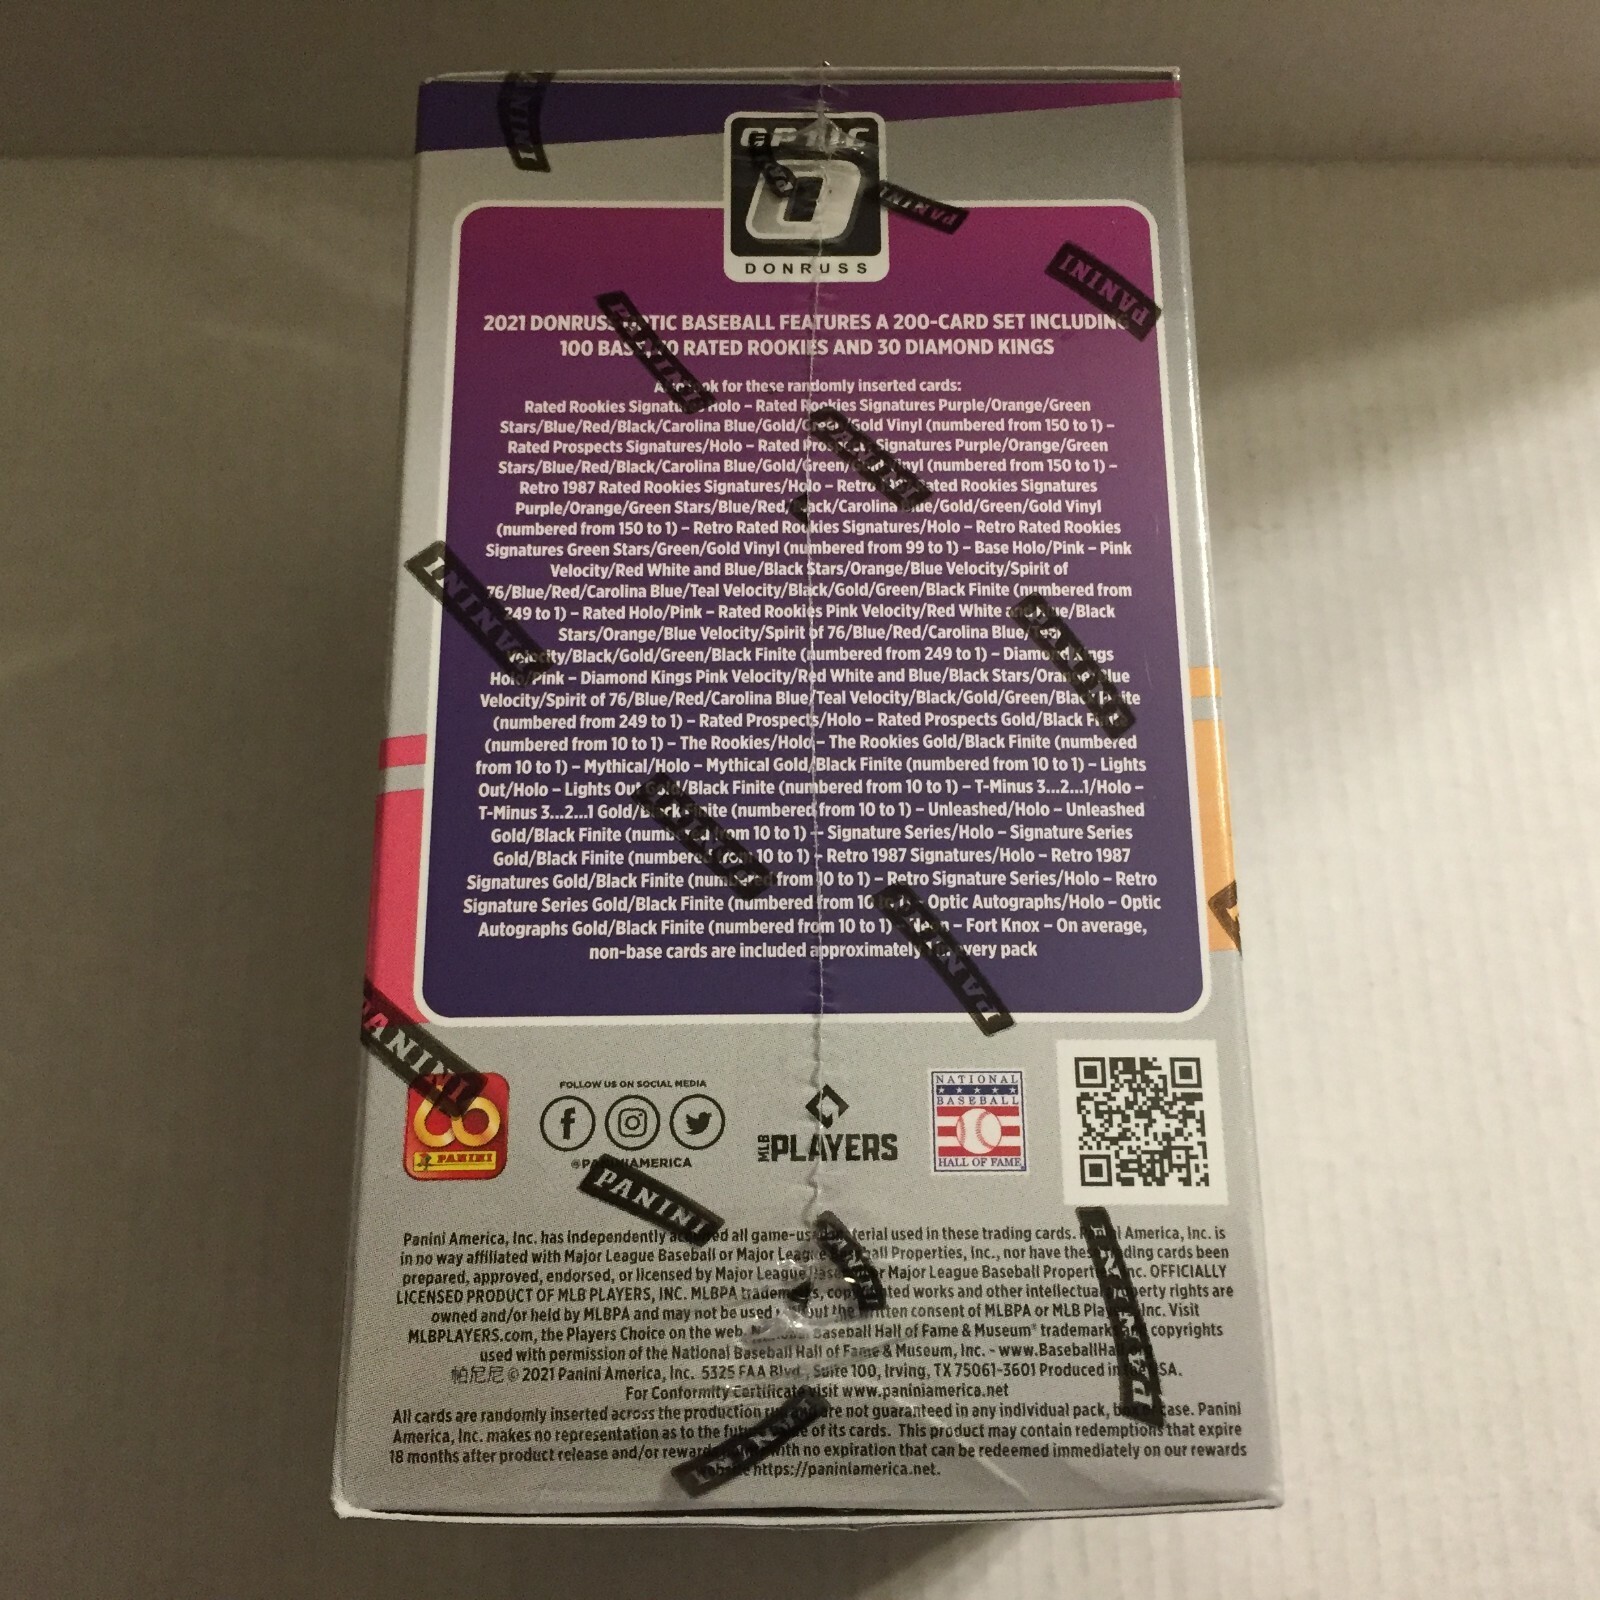 OPTIC
DONRUSS
2021 DONRUSS OPTIC BASEBALL FEATURES A 200-CARD SET INCLUDING
100 BASE, RATED ROOKIES AND 30 DIAMOND KINGS
Also look for these randomly inserted cards:
Rated Rookies Signatures/Holo – Rated Rookies Signatures Purple/Orange/Green
Stars/Blue/Red/Black/Carolina Blue/Gold/Green/Gold Vinyl (numbered from 150 to 1) –
Rated Prospects Signatures/Holo – Rated Prospects Signatures Purple/Orange/Green
Stars/Blue/Red/Black/Carolina Blue/Gold/Green/Gold Vinyl (numbered from 150 to 1) –
Retro 1987 Rated Rookies Signatures/Holo – Retro 1987 Rated Rookies Signatures
Purple/Orange/Green Stars/Blue/Red/Black/Carolina Blue/Gold/Green/Gold Vinyl
(numbered from 150 to 1) – Retro Rated Rookies Signatures/Holo – Retro Rated Rookies
Signatures Green Stars/Green/Gold Vinyl (numbered from 99 to 1) – Base Holo/Pink – Pink
Velocity/Red White and Blue/Black Stars/Orange/Blue Velocity/Spirit of
76/Blue/Red/Carolina Blue/Teal Velocity/Black/Gold/Green/Black Finite (numbered from
249 to 1) – Rated Holo/Pink – Rated Rookies Pink Velocity/Red White and Blue/Black
Stars/Orange/Blue Velocity/Spirit of 76/Blue/Red/Carolina Blue/Teal
Velocity/Black/Gold/Green/Black Finite (numbered from 249 to 1) – Diamond Kings
Holo/Pink – Diamond Kings Pink Velocity/Red White and Blue/Black Stars/Orange/Blue
Velocity/Spirit of 76/Blue/Red/Carolina Blue/Teal Velocity/Black/Gold/Green/Black Finite
(numbered from 249 to 1) – Rated Prospects/Holo – Rated Prospects Gold/Black Finite
(numbered from 10 to 1) – The Rookies/Holo – The Rookies Gold/Black Finite (numbered
from 10 to 1) – Mythical/Holo – Mythical Gold/Black Finite (numbered from 10 to 1) – Lights
Out/Holo – Lights Out Gold/Black Finite (numbered from 10 to 1) – T-Minus 3...2...1/Holo –
T-Minus 3...2...1 Gold/Black Finite (numbered from 10 to 1) – Unleashed/Holo – Unleashed
Gold/Black Finite (numbered from 10 to 1) – Signature Series/Holo – Signature Series
Gold/Black Finite (numbered from 10 to 1) – Retro 1987 Signatures/Holo – Retro 1987
Signatures Gold/Black Finite (numbered from 10 to 1) – Retro Signature Series/Holo – Retro
Signature Series Gold/Black Finite (numbered from 10 to 1) – Optic Autographs/Holo – Optic
Autographs Gold/Black Finite (numbered from 10 to 1) – – Fort Knox – On average,
non-base cards are included approximately every pack
60 PANINI
FOLLOW US ON SOCIAL MEDIA
@PANINIAMERICA
MLB PLAYERS
NATIONAL
BASEBALL
HALL OF FAME
Panini America, Inc. has independently acquired all game-used material used in these trading cards. Panini America, Inc. is
in no way affiliated with Major League Baseball or Major League Baseball Properties, Inc., nor have these trading cards been
prepared, approved, endorsed, or licensed by Major League Baseball or Major League Baseball Properties, Inc. OFFICIALLY
LICENSED PRODUCT OF MLB PLAYERS, INC. MLBPA trademarks, copyrighted works and other intellectual property rights are
owned and/or held by MLBPA and may not be used without the written consent of MLBPA or MLB Players, Inc. Visit
MLBPLAYERS.com, the Players Choice on the web. National Baseball Hall of Fame & Museum® trademarks and copyrights
used with permission of the National Baseball Hall of Fame & Museum, Inc. - www.BaseballHall.org
帕尼尼 © 2021 Panini America, Inc. 5325 FAA Blvd., Suite 100, Irving, TX 75061-3601 Produced in the USA.
For Conformity Certificate visit www.paniniamerica.net
All cards are randomly inserted across the production run and are not guaranteed in any individual pack, box or case. Panini
America, Inc. makes no representation as to the future value of its cards. This product may contain redemptions that expire
18 months after product release and/or rewards with no expiration that can be redeemed immediately on our rewards
website https://paniniamerica.net.
PANINI
PANINI
PANINI
PANINI
PANINI
PANINI
PANINI
PANINI
PANINI
PANINI
PANINI
PANINI
PANINI
PANINI